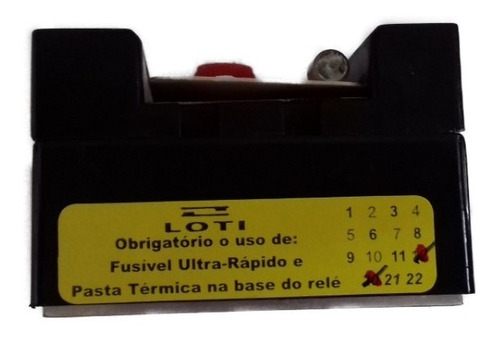 LOTI
Obrigatório o uso de:
Fusível Ultra-Rápido e
Pasta Térmica na base do relé
1 2 3 4
5 6 7 8
9 10 11
21 22